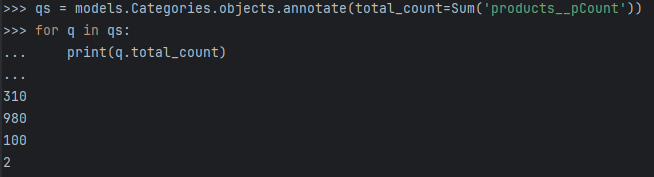 >>> qs = models.Categories.objects.annotate(total_count=Sum('products__pCount'))
>>> for q in qs:
...     print(q.total_count)
...
310
980
100
2